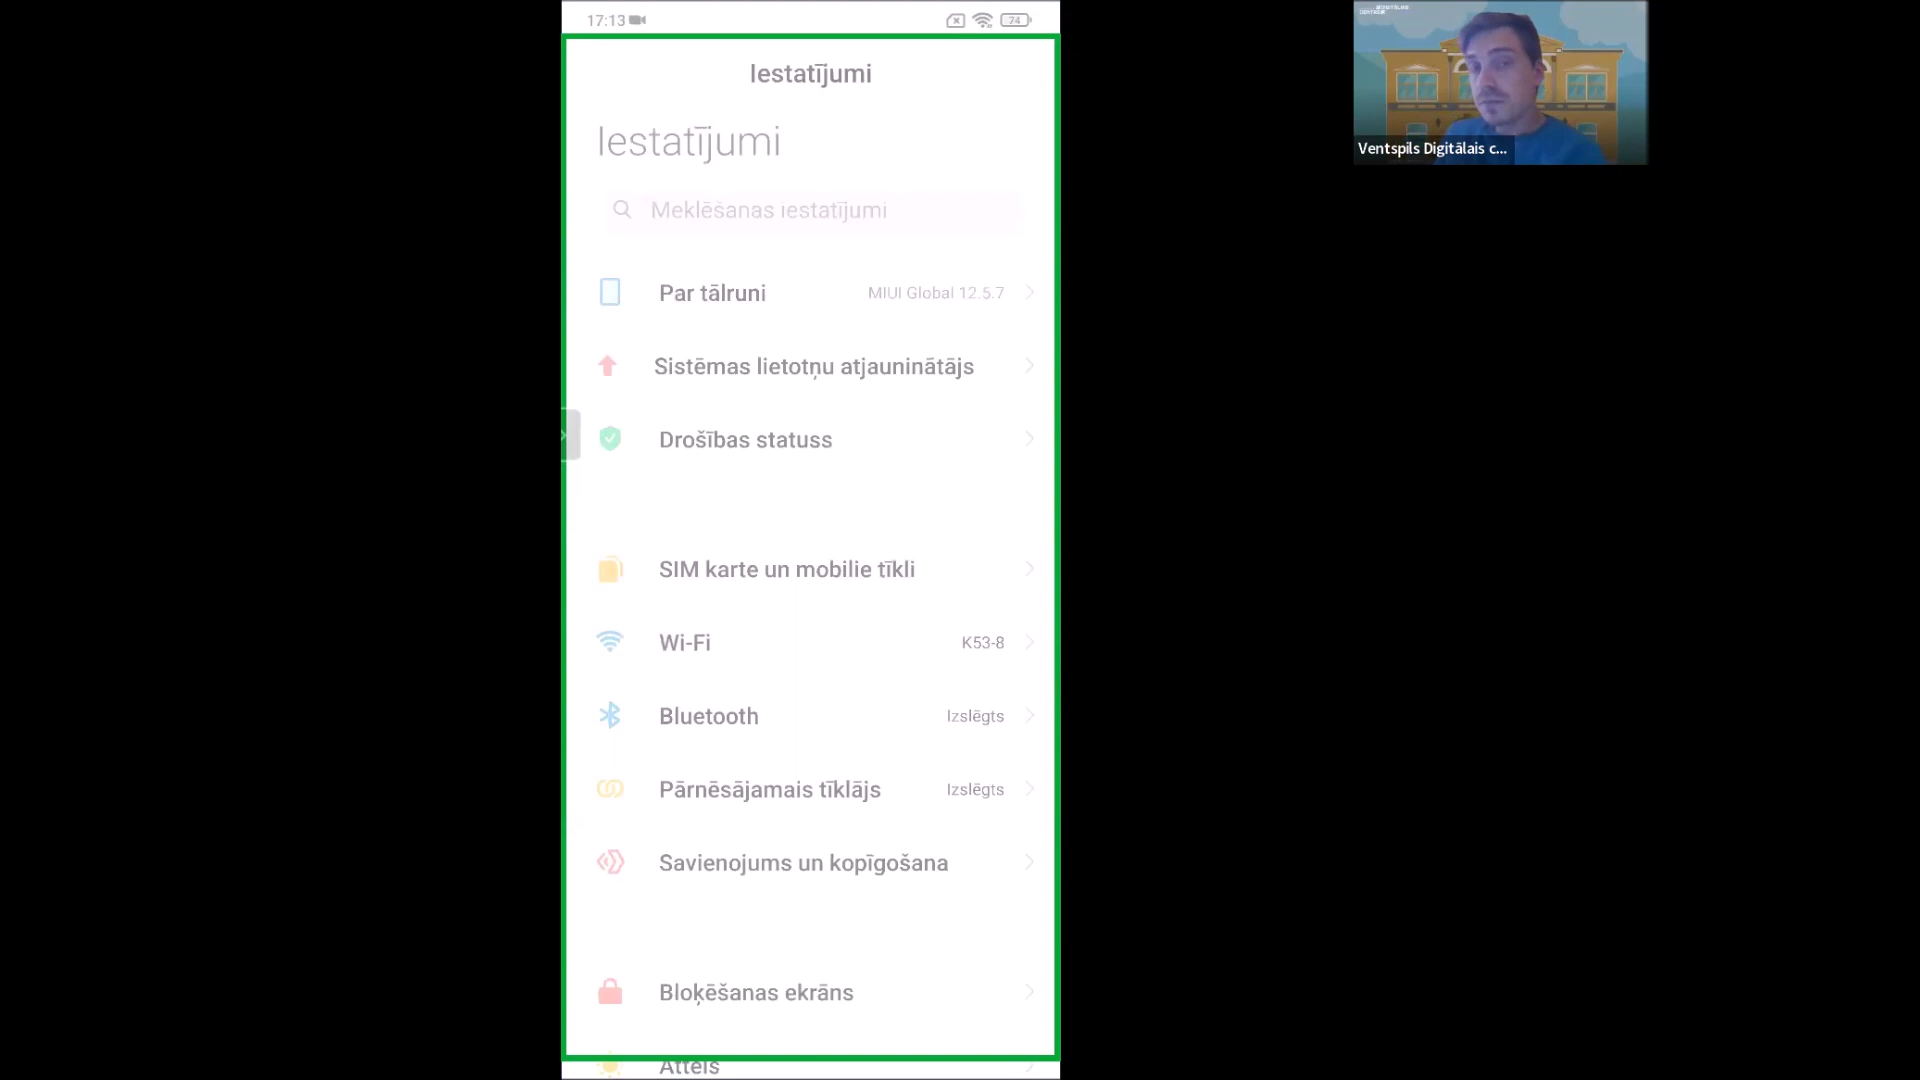 17:13
74
Iestatījumi
Iestatījumi
Meklēšanas iestatījumi
Par tālruni MIUI Global 12.5.7
Sistēmas lietotņu atjauninātājs
Drošības statuss
SIM karte un mobilie tīkli
Wi-Fi K53-8
Bluetooth Izslēgts
Pārnēsājamais tīklājs Izslēgts
Savienojums un kopīgošana
Bloķēšanas ekrāns
Attēls
Ventspils Digitālais c...